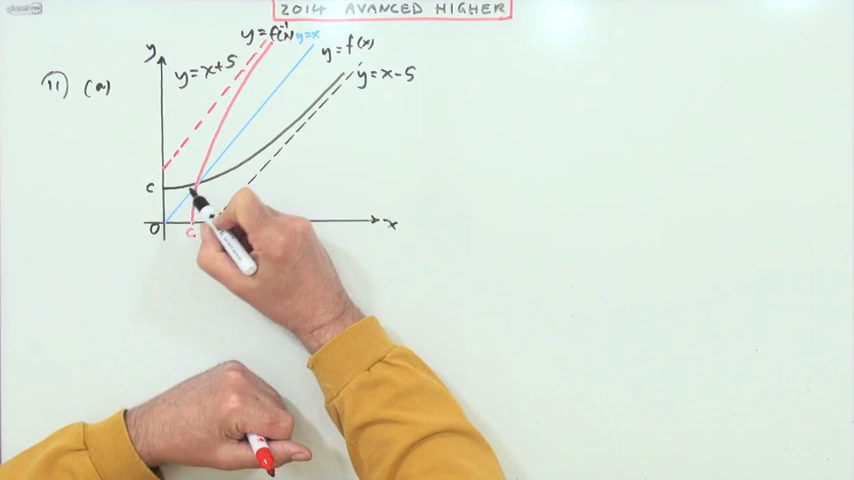 2014 AVANCED HIGHER
y
y=f⁻¹(x)
y=x
y=f(x)
y=x+5
y=x-5
11) (a)
c
0
c
x